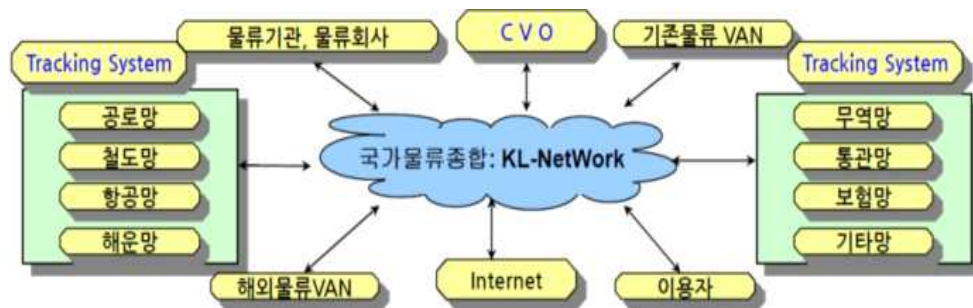 물류기관, 물류회사
C V O
기존물류 VAN
Tracking System
Tracking System
공로망
철도망
항공망
해운망
국가물류종합: KL-NetWork
무역망
통관망
보험망
기타망
해외물류VAN
Internet
이용자